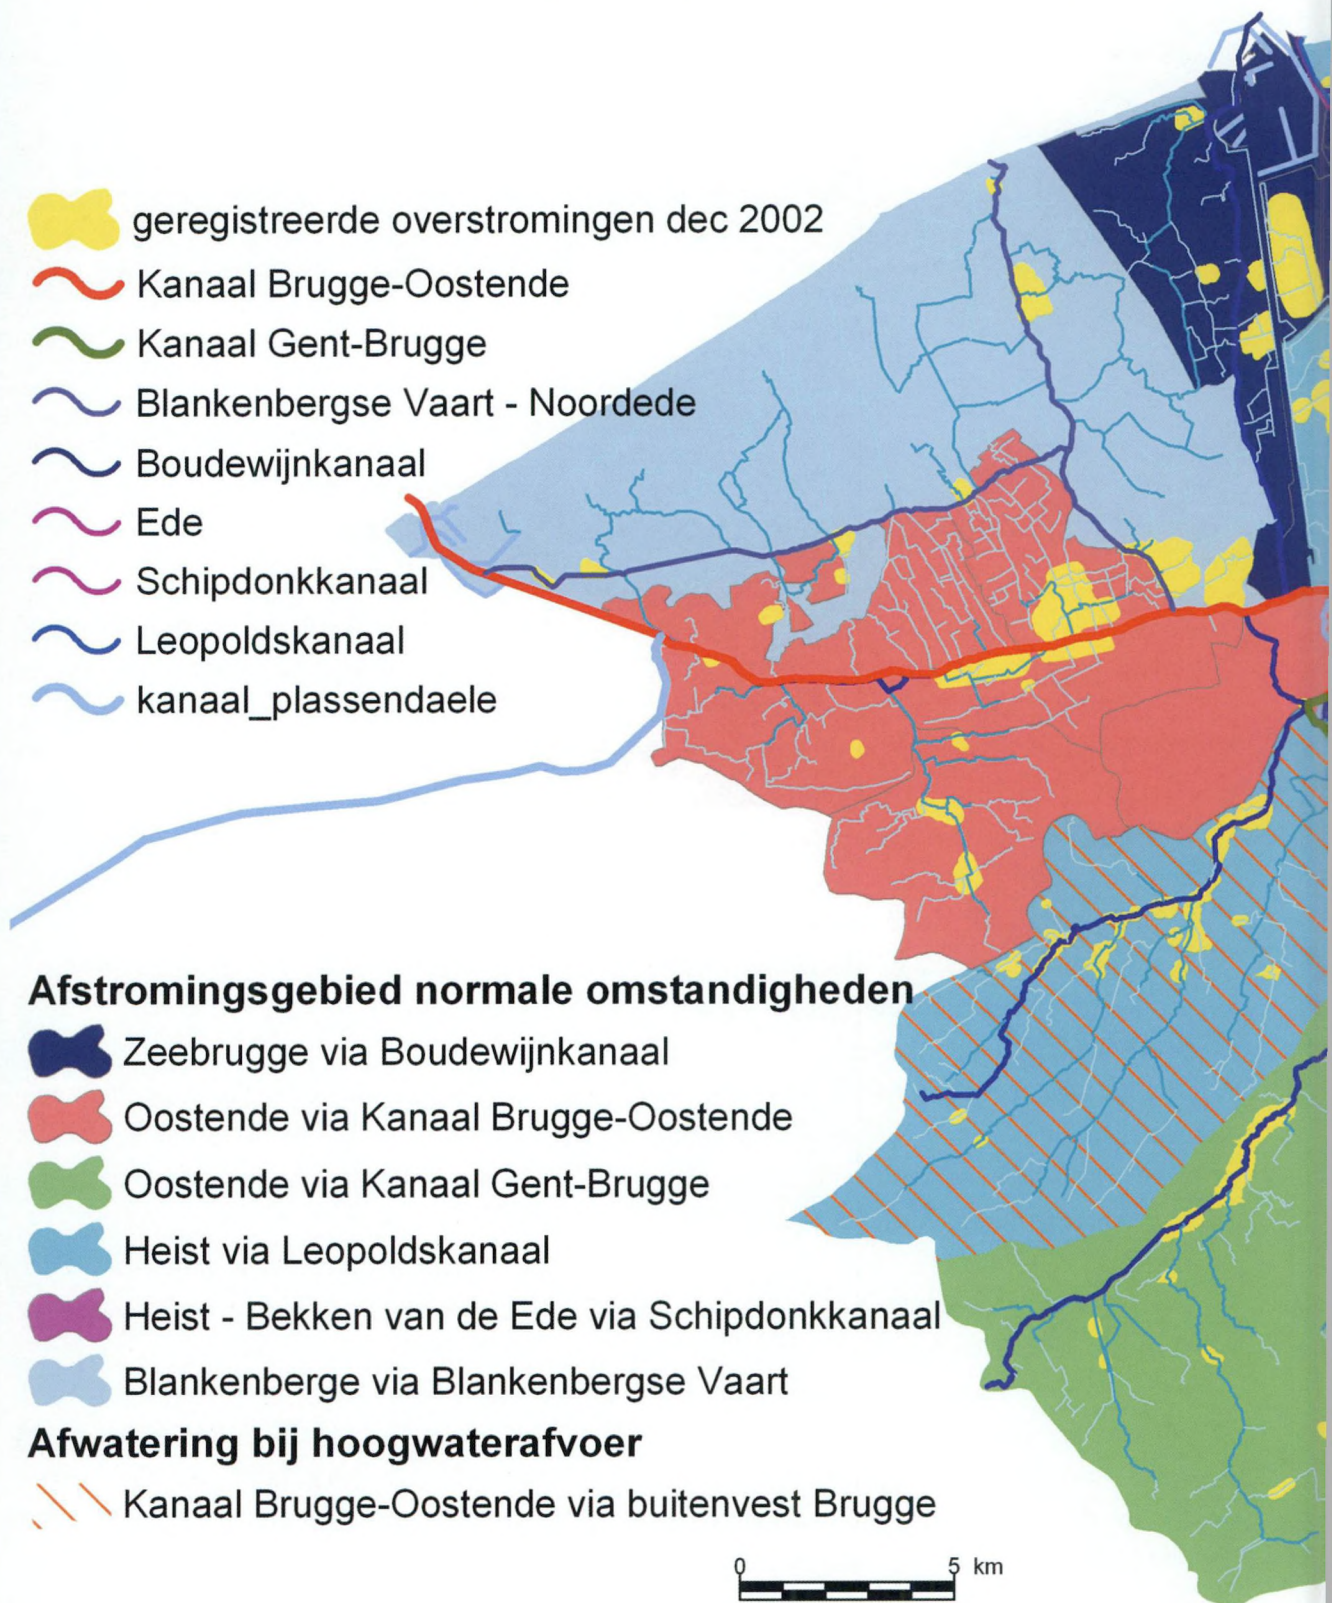 geregistreerde overstromingen dec 2002
Kanaal Brugge-Oostende
Kanaal Gent-Brugge
Blankenbergse Vaart - Noordede
Boudewijnkanaal
Ede
Schipdonkkanaal
Leopoldskanaal
kanaal_plassendaele
Afstromingsgebied normale omstandigheden
Zeebrugge via Boudewijnkanaal
Oostende via Kanaal Brugge-Oostende
Oostende via Kanaal Gent-Brugge
Heist via Leopoldskanaal
Heist - Bekken van de Ede via Schipdonkkanaal
Blankenberge via Blankenbergse Vaart
Afwatering bij hoogwaterafvoer
Kanaal Brugge-Oostende via buitenvest Brugge
0 5 km